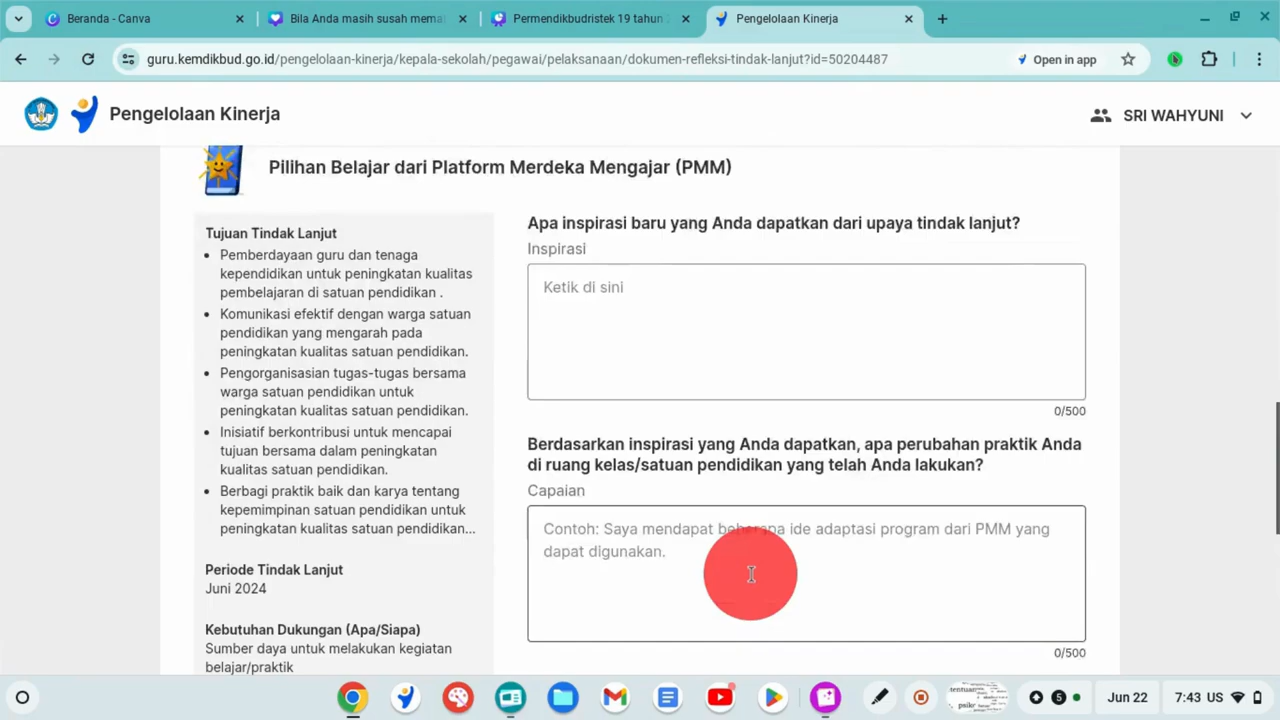 Beranda - Canva
Bila Anda masih susah mema
Permendikbudristek 19 tahun 2
Pengelolaan Kinerja
guru.kemdikbud.go.id/pengelolaan-kinerja/kepala-sekolah/pegawai/pelaksanaan/dokumen-refleksi-tindak-lanjut?id=50204487
Open in app
Pengelolaan Kinerja
SRI WAHYUNI
Pilihan Belajar dari Platform Merdeka Mengajar (PMM)
Tujuan Tindak Lanjut
• Pemberdayaan guru dan tenaga
kependidikan untuk peningkatan kualitas
pembelajaran di satuan pendidikan .
• Komunikasi efektif dengan warga satuan
pendidikan yang mengarah pada
peningkatan kualitas satuan pendidikan.
• Pengorganisasian tugas-tugas bersama
warga satuan pendidikan untuk
peningkatan kualitas satuan pendidikan.
• Inisiatif berkontribusi untuk mencapai
tujuan bersama dalam peningkatan
kualitas satuan pendidikan.
• Berbagi praktik baik dan karya tentang
kepemimpinan satuan pendidikan untuk
peningkatan kualitas satuan pendidikan...
Periode Tindak Lanjut
Juni 2024
Kebutuhan Dukungan (Apa/Siapa)
Sumber daya untuk melakukan kegiatan
belajar/praktik
Apa inspirasi baru yang Anda dapatkan dari upaya tindak lanjut?
Inspirasi
Ketik di sini
0/500
Berdasarkan inspirasi yang Anda dapatkan, apa perubahan praktik Anda
di ruang kelas/satuan pendidikan yang telah Anda lakukan?
Capaian
Contoh: Saya mendapat beberapa ide adaptasi program dari PMM yang
dapat digunakan.
0/500
5
Jun 22
7:43 US